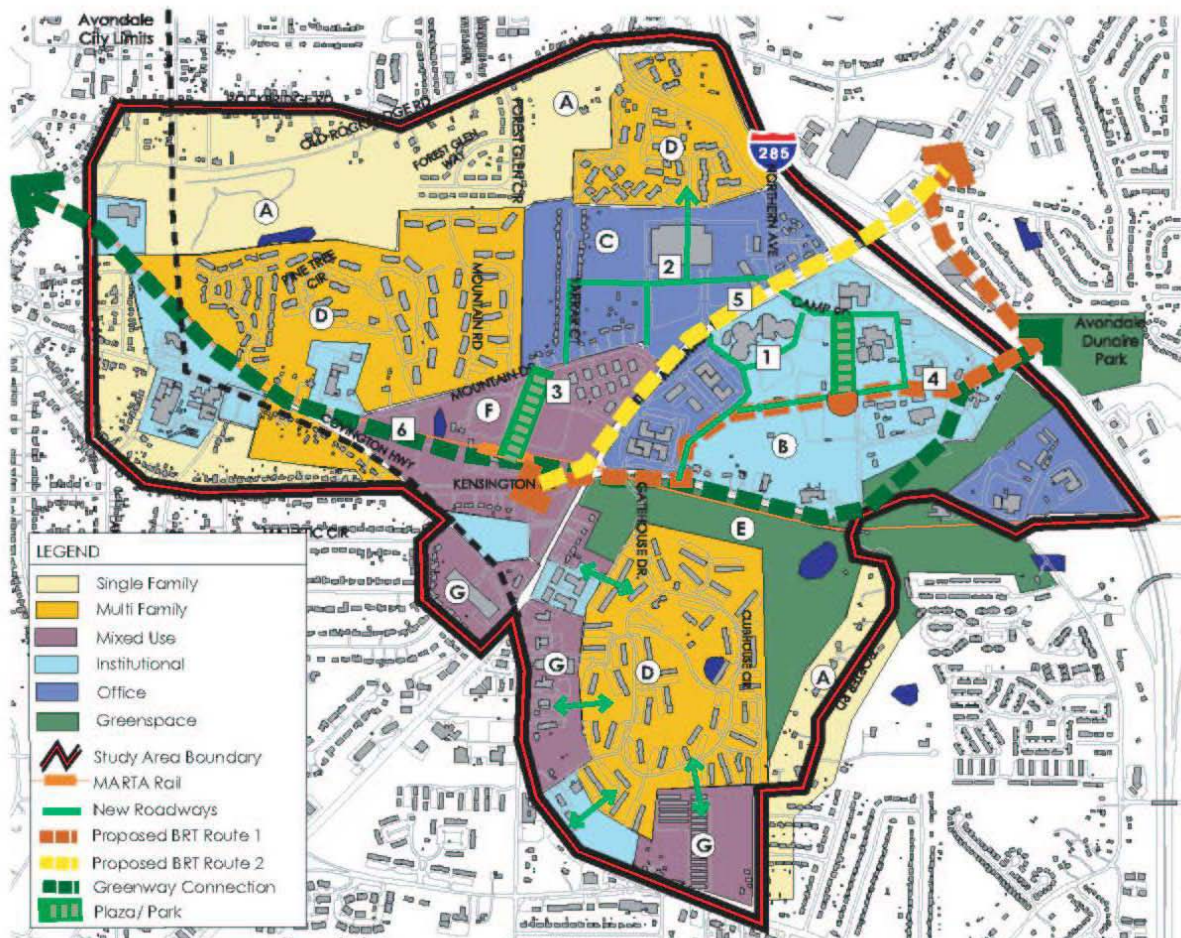 Avondale
City Limits
ROCKBRIDGE RD
OLD ROCKBRIDGE RD
FOREST GLEN
WAY
FOREST GLEN CIR
A
D
285
NORTHERN AVE
A
C
2
PINE TREE
CIR
MOUNTAIN RD
D
5
CAMP
1
Avondale
Dunaire
Park
MOUNTAIN DR
3
4
F
6
COVINGTON HWY
B
KENSINGTON
GATEHOUSE DR.
E
CIR
G
G
D
CLUBHOUSE CIR
A
G
LEGEND
Single Family
Multi Family
Mixed Use
Institutional
Office
Greenspace
Study Area Boundary
MARTA Rail
New Roadways
Proposed BRT Route 1
Proposed BRT Route 2
Greenway Connection
Plaza/ Park